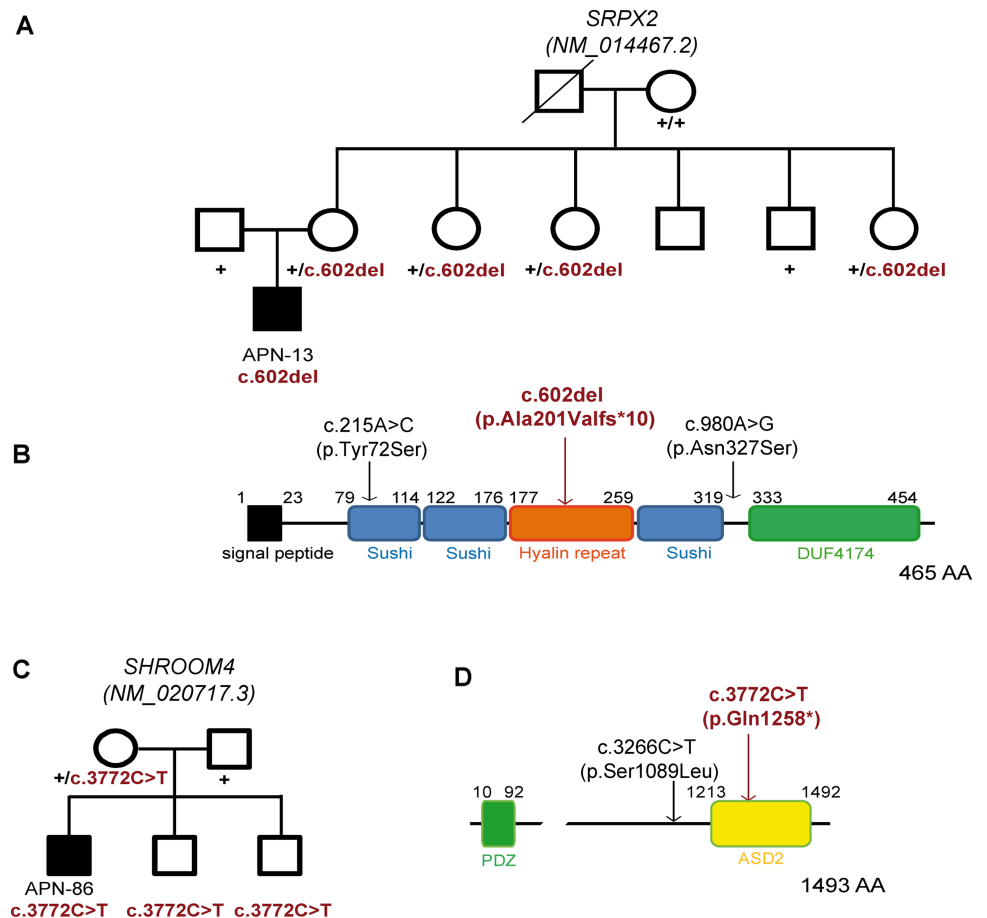 A
SRPX2
(NM_014467.2)
+/+
+ +/c.602del +/c.602del +/c.602del + +/c.602del
APN-13
c.602del
B
c.215A>C
(p.Tyr72Ser)
c.602del
(p.Ala201Valfs*10)
c.980A>G
(p.Asn327Ser)
1 23 79 114 122 176 177 259 319 333 454
signal peptide Sushi Sushi Hyalin repeat Sushi DUF4174
465 AA
C
SHROOM4
(NM_020717.3)
+/c.3772C>T +
APN-86
c.3772C>T c.3772C>T c.3772C>T
D
c.3772C>T
(p.Gln1258*)
c.3266C>T
(p.Ser1089Leu)
10 92 1213 1492
PDZ ASD2
1493 AA